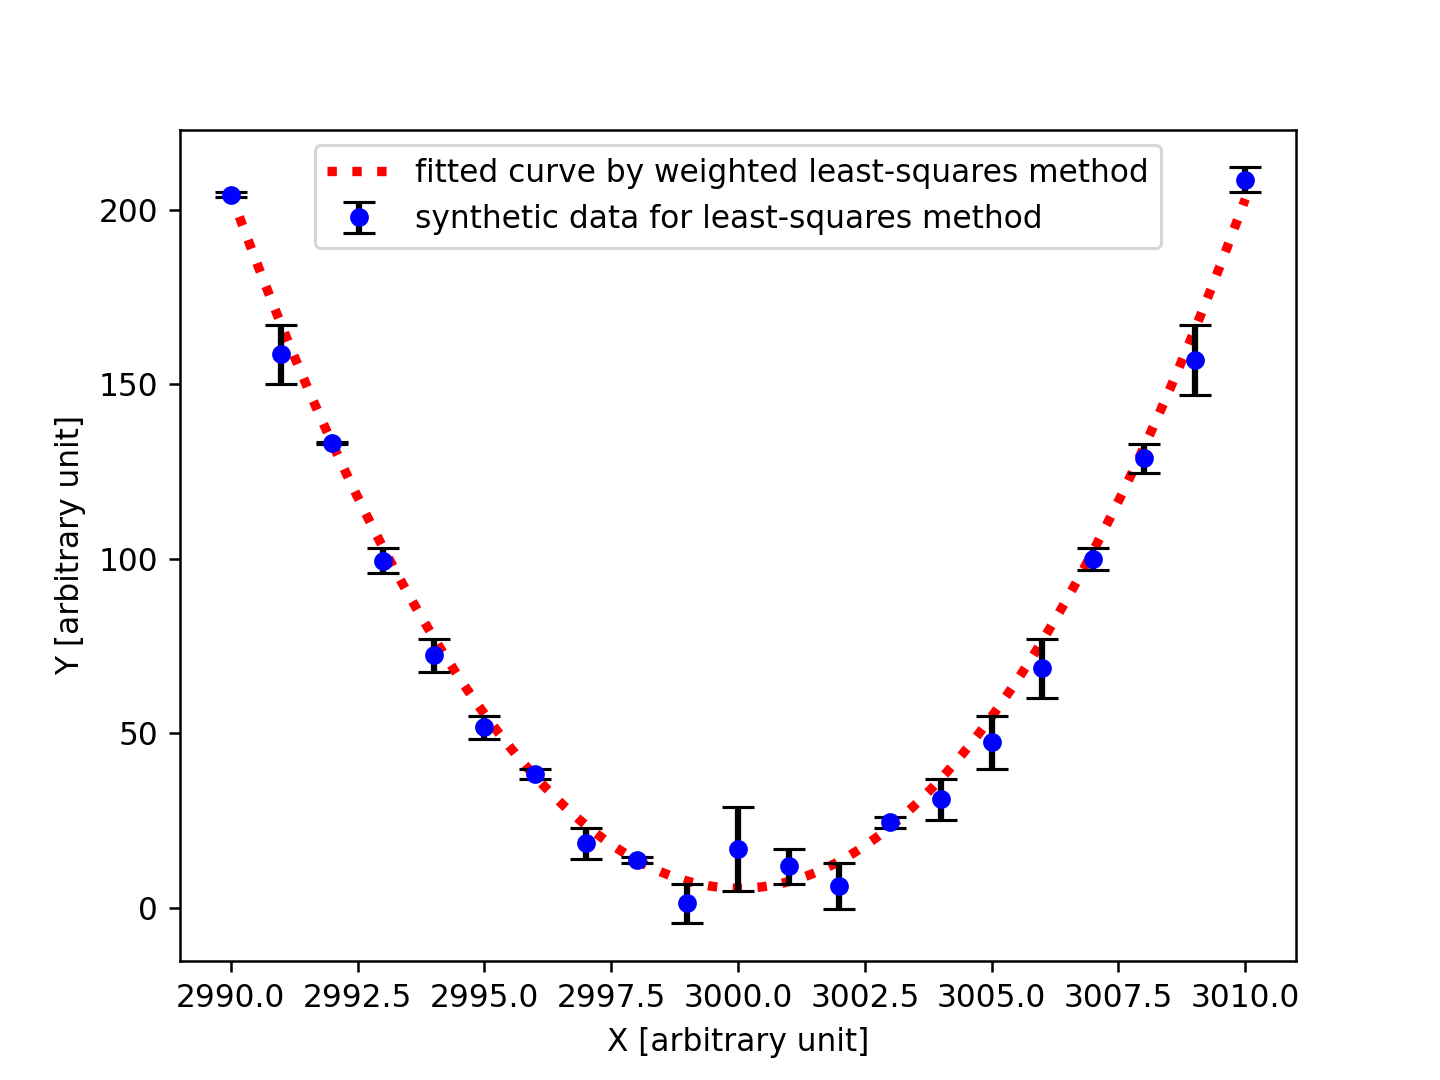 fitted curve by weighted least-squares method
synthetic data for least-squares method
200
150
100
50
0
Y [arbitrary unit]
2990.0 2992.5 2995.0 2997.5 3000.0 3002.5 3005.0 3007.5 3010.0
X [arbitrary unit]